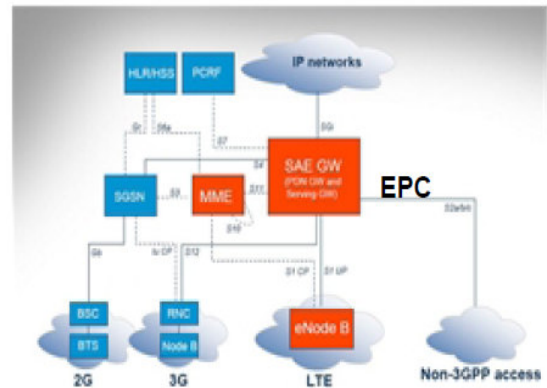 IP networks
HLR/HSS
PCRF
Gr
S6a
S7
SGi
S4
SAE GW
(PDN GW and
Serving GW)
EPC
SGSN
S3
MME
S11
S10
Gb
Iu CP
S12
S1 CP
S1 UP
BSC
BTS
RNC
Node B
eNode B
2G
3G
LTE
Non-3GPP access